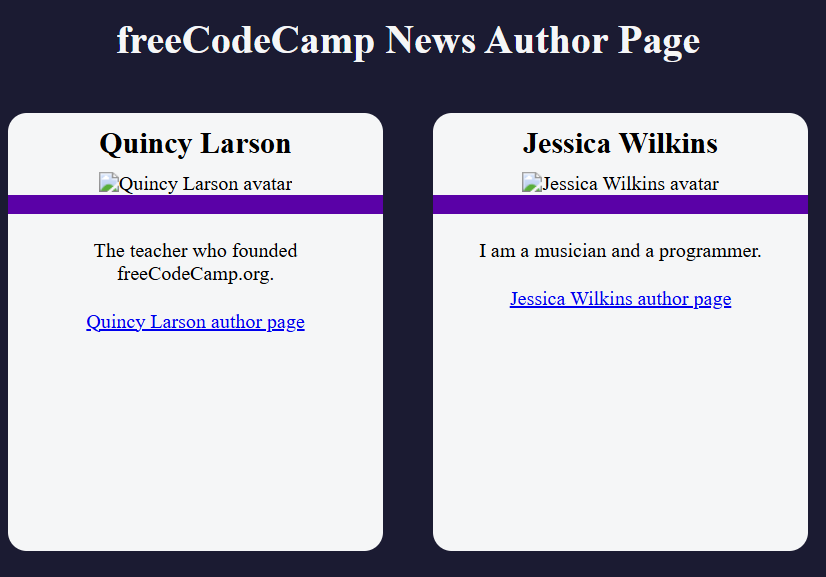 freeCodeCamp News Author Page
Quincy Larson
Quincy Larson avatar
The teacher who founded
freeCodeCamp.org.
Quincy Larson author page
Jessica Wilkins
Jessica Wilkins avatar
I am a musician and a programmer.
Jessica Wilkins author page